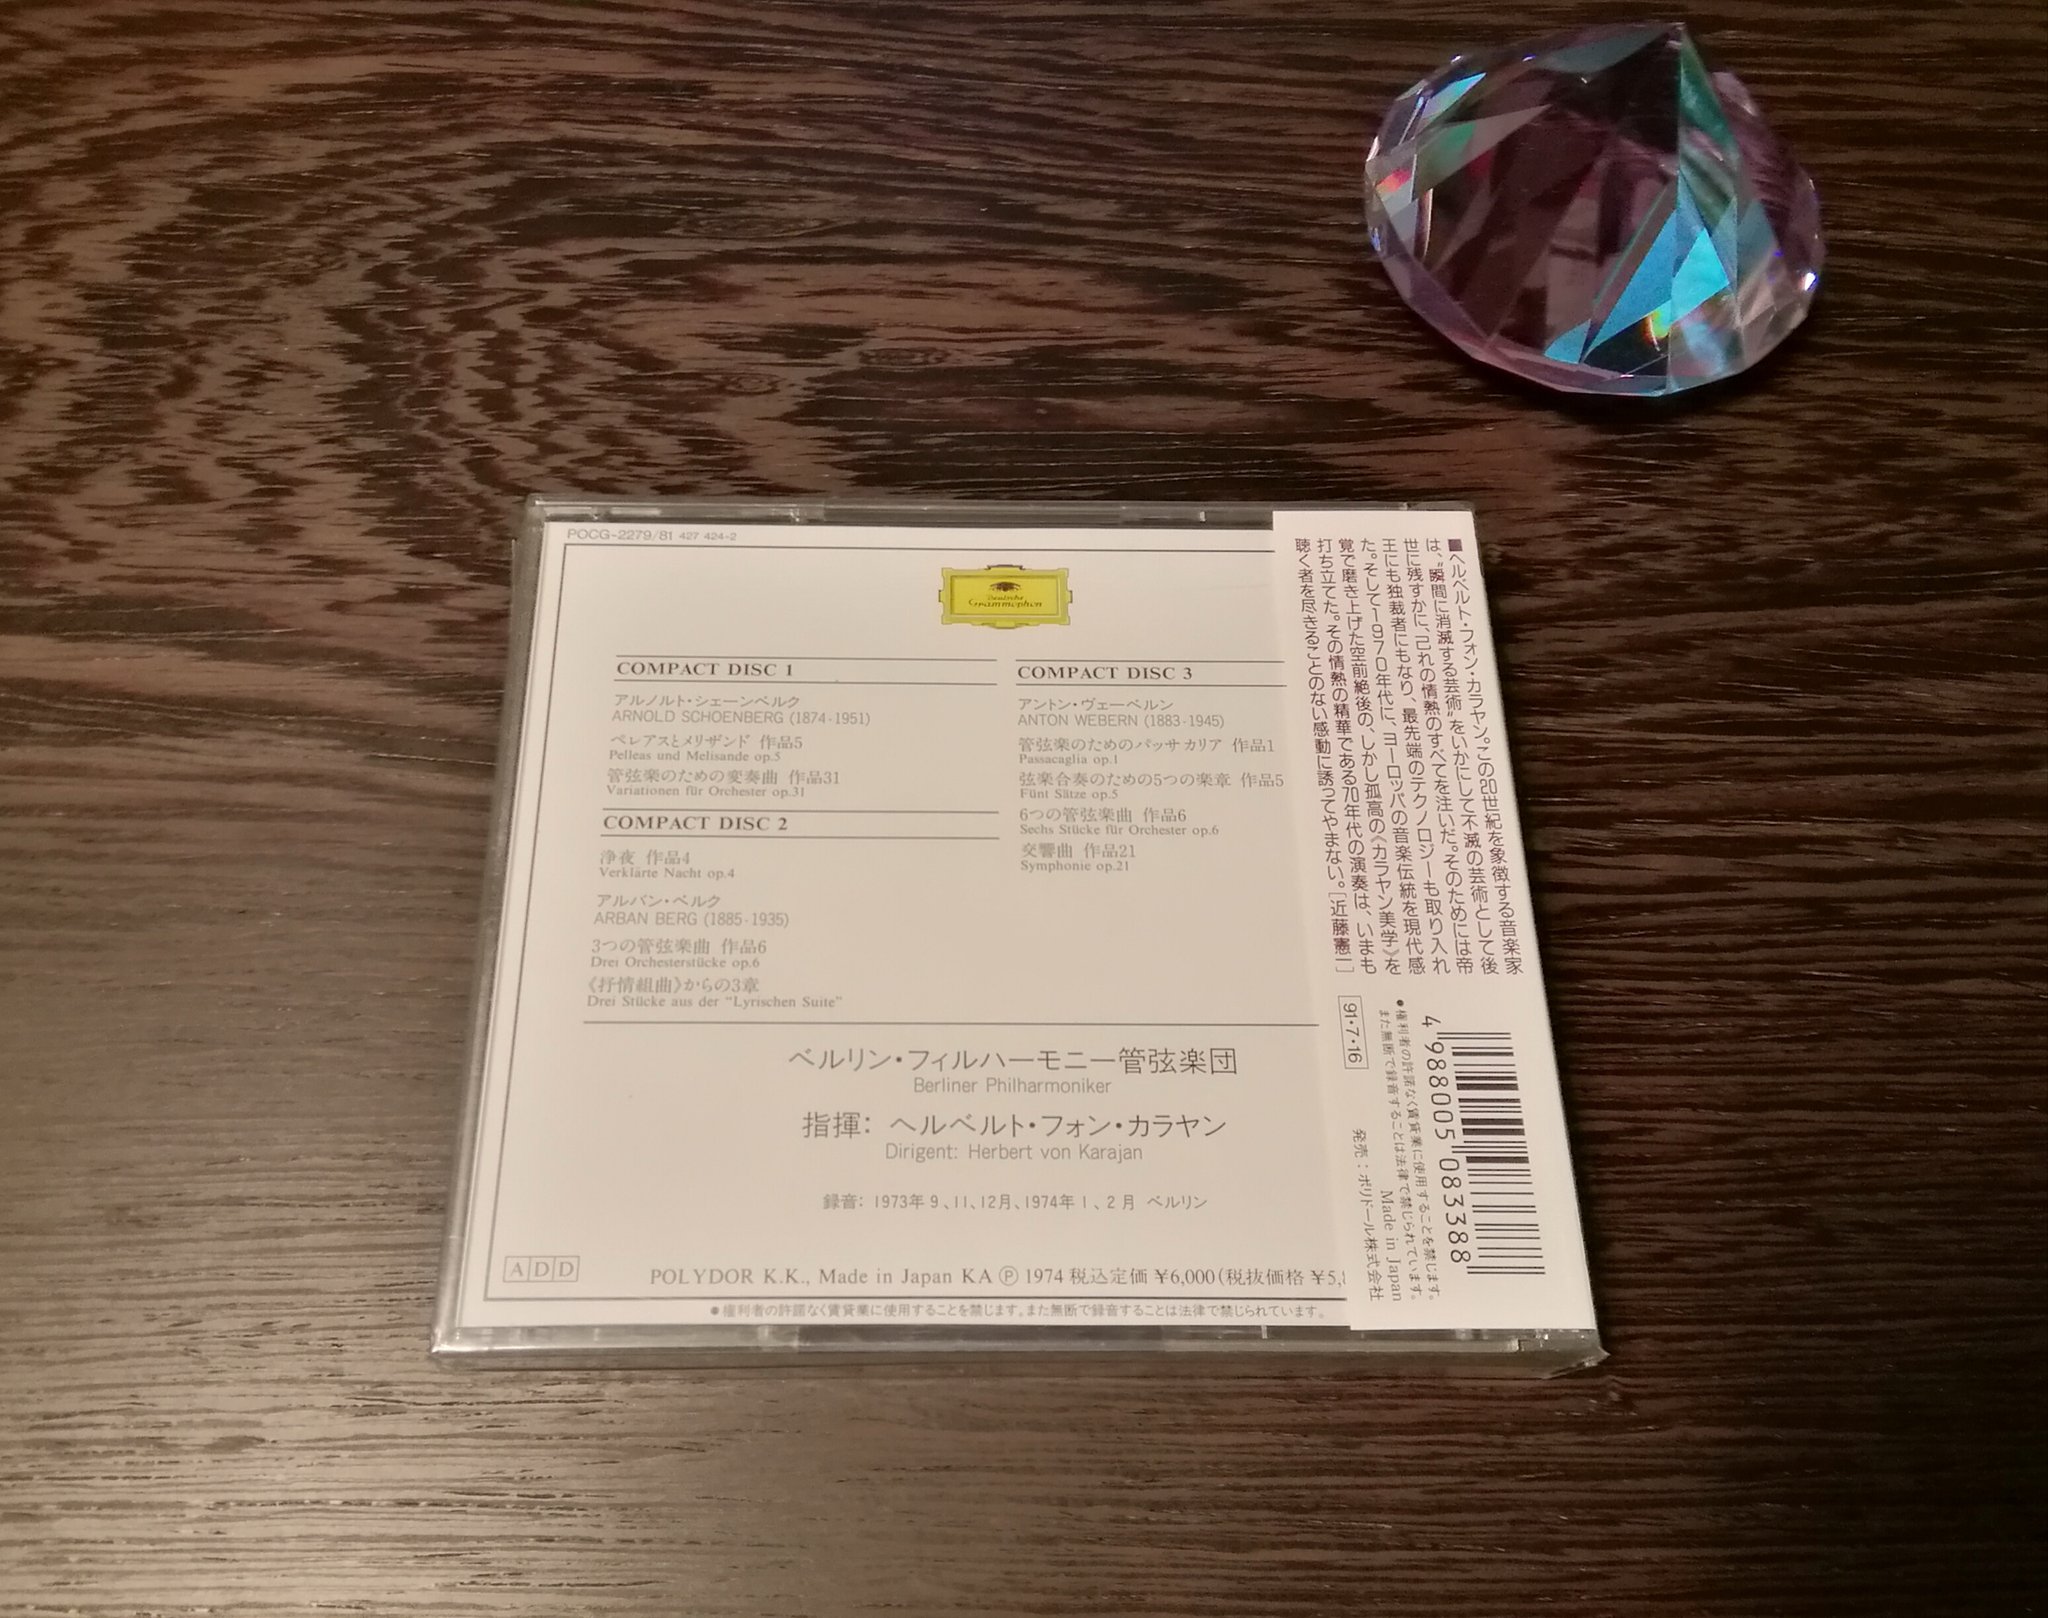 POCG-2279/81 427 424-2
Deutsche
Grammophon
COMPACT DISC 1
アルノルト・シェーンベルク
ARNOLD SCHOENBERG (1874-1951)
ペレアスとメリザンド 作品5
Pelleas und Melisande op.5
管弦楽のための変奏曲 作品31
Variationen für Orchester op.31
COMPACT DISC 2
浄夜 作品4
Verklärte Nacht op.4
アルバン・ベルク
ARBAN BERG (1885-1935)
3つの管弦楽曲 作品6
Drei Orchesterstücke op.6
《抒情組曲》からの3章
Drei Stücke aus der "Lyrischen Suite"
COMPACT DISC 3
アントン・ヴェーベルン
ANTON WEBERN (1883-1945)
管弦楽のためのパッサカリア 作品1
Passacaglia op.1
弦楽合奏のための5つの楽章 作品5
Fünt Sätze op.5
6つの管弦楽曲 作品6
Sechs Stücke für Orchester op.6
交響曲 作品21
Symphonie op.21
ベルリン・フィルハーモニー管弦楽団
Berliner Philharmoniker
指揮: ヘルベルト・フォン・カラヤン
Dirigent: Herbert von Karajan
録音: 1973年9、11、12月、1974年1、2月 ベルリン
ADD
POLYDOR K.K., Made in Japan KA Ⓟ 1974 税込定価¥6,000(税抜価格 ¥5,8
●権利者の許諾なく賃貸業に使用することを禁じます。また無断で録音することは法律で禁じられています。
■ヘルベルト・フォン・カラヤン。この20世紀を象徴する音楽家
は、"瞬間に消滅する芸術"をいかにして不滅の芸術として後
世に残すかに、己れの情熱のすべてを注いだ。そのためには帝
王にも独裁者にもなり、最先端のテクノロジーも取り入れ
た。そして1970年代に、ヨーロッパの音楽伝統を現代感
覚で磨き上げた空前絶後の、しかし孤高の《カラヤン美学》を
打ち立てた。その情熱の精華である70年代の演奏は、いまも
聴く者を尽きることのない感動に誘ってやまない。[近藤憲一]
4 988005 083388
●権利者の許諾なく賃貸業に使用することを禁じます。
また無断で録音することは法律で禁じられています。
Made in Japan
発売：ポリドール株式会社
91・7・16